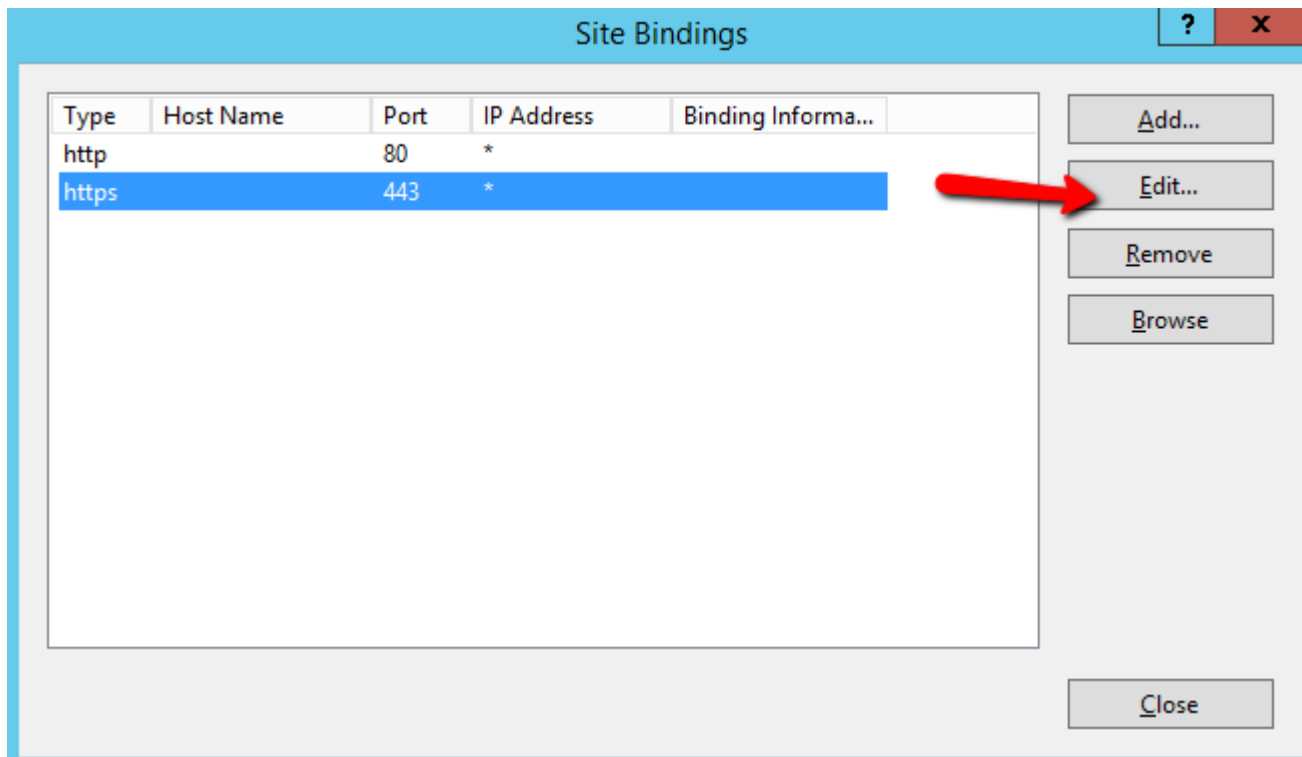 Site Bindings
?
x
Type Host Name Port IP Address Binding Informa...
http 80 *
https 443 *
Add...
Edit...
Remove
Browse
Close